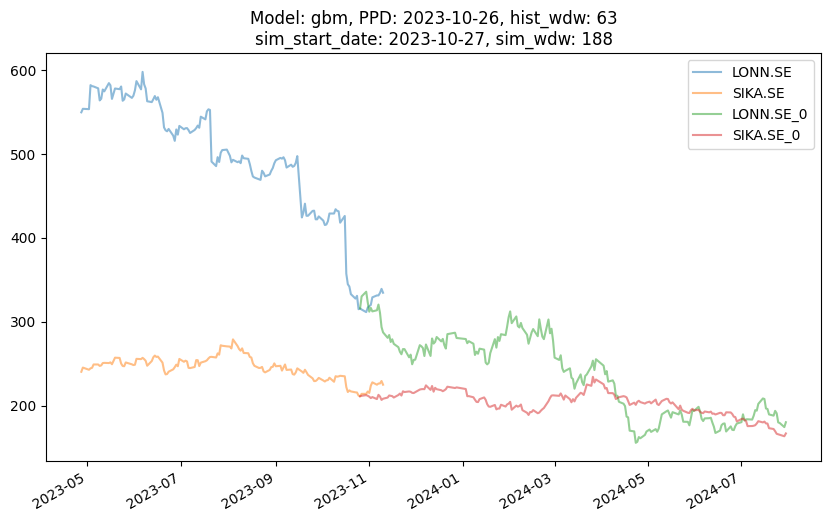 Model: gbm, PPD: 2023-10-26, hist_wdw: 63
sim_start_date: 2023-10-27, sim_wdw: 188
LONN.SE
SIKA.SE
LONN.SE_0
SIKA.SE_0
600
500
400
300
200
2023-05
2023-07
2023-09
2023-11
2024-01
2024-03
2024-05
2024-07